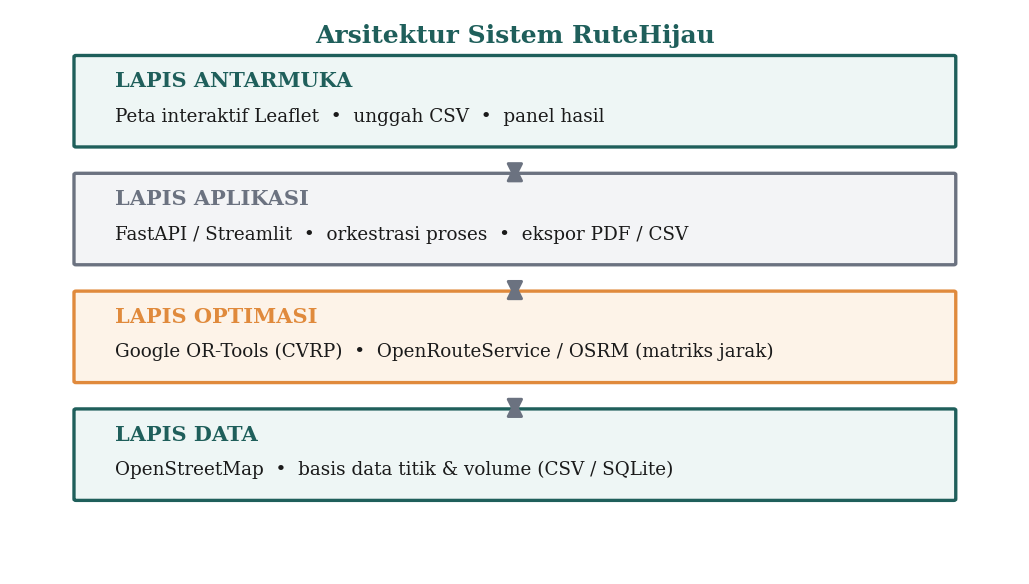 Arsitektur Sistem RuteHijau
LAPIS ANTARMUKA
Peta interaktif Leaflet • unggah CSV • panel hasil
LAPIS APLIKASI
FastAPI / Streamlit • orkestrasi proses • ekspor PDF / CSV
LAPIS OPTIMASI
Google OR-Tools (CVRP) • OpenRouteService / OSRM (matriks jarak)
LAPIS DATA
OpenStreetMap • basis data titik & volume (CSV / SQLite)